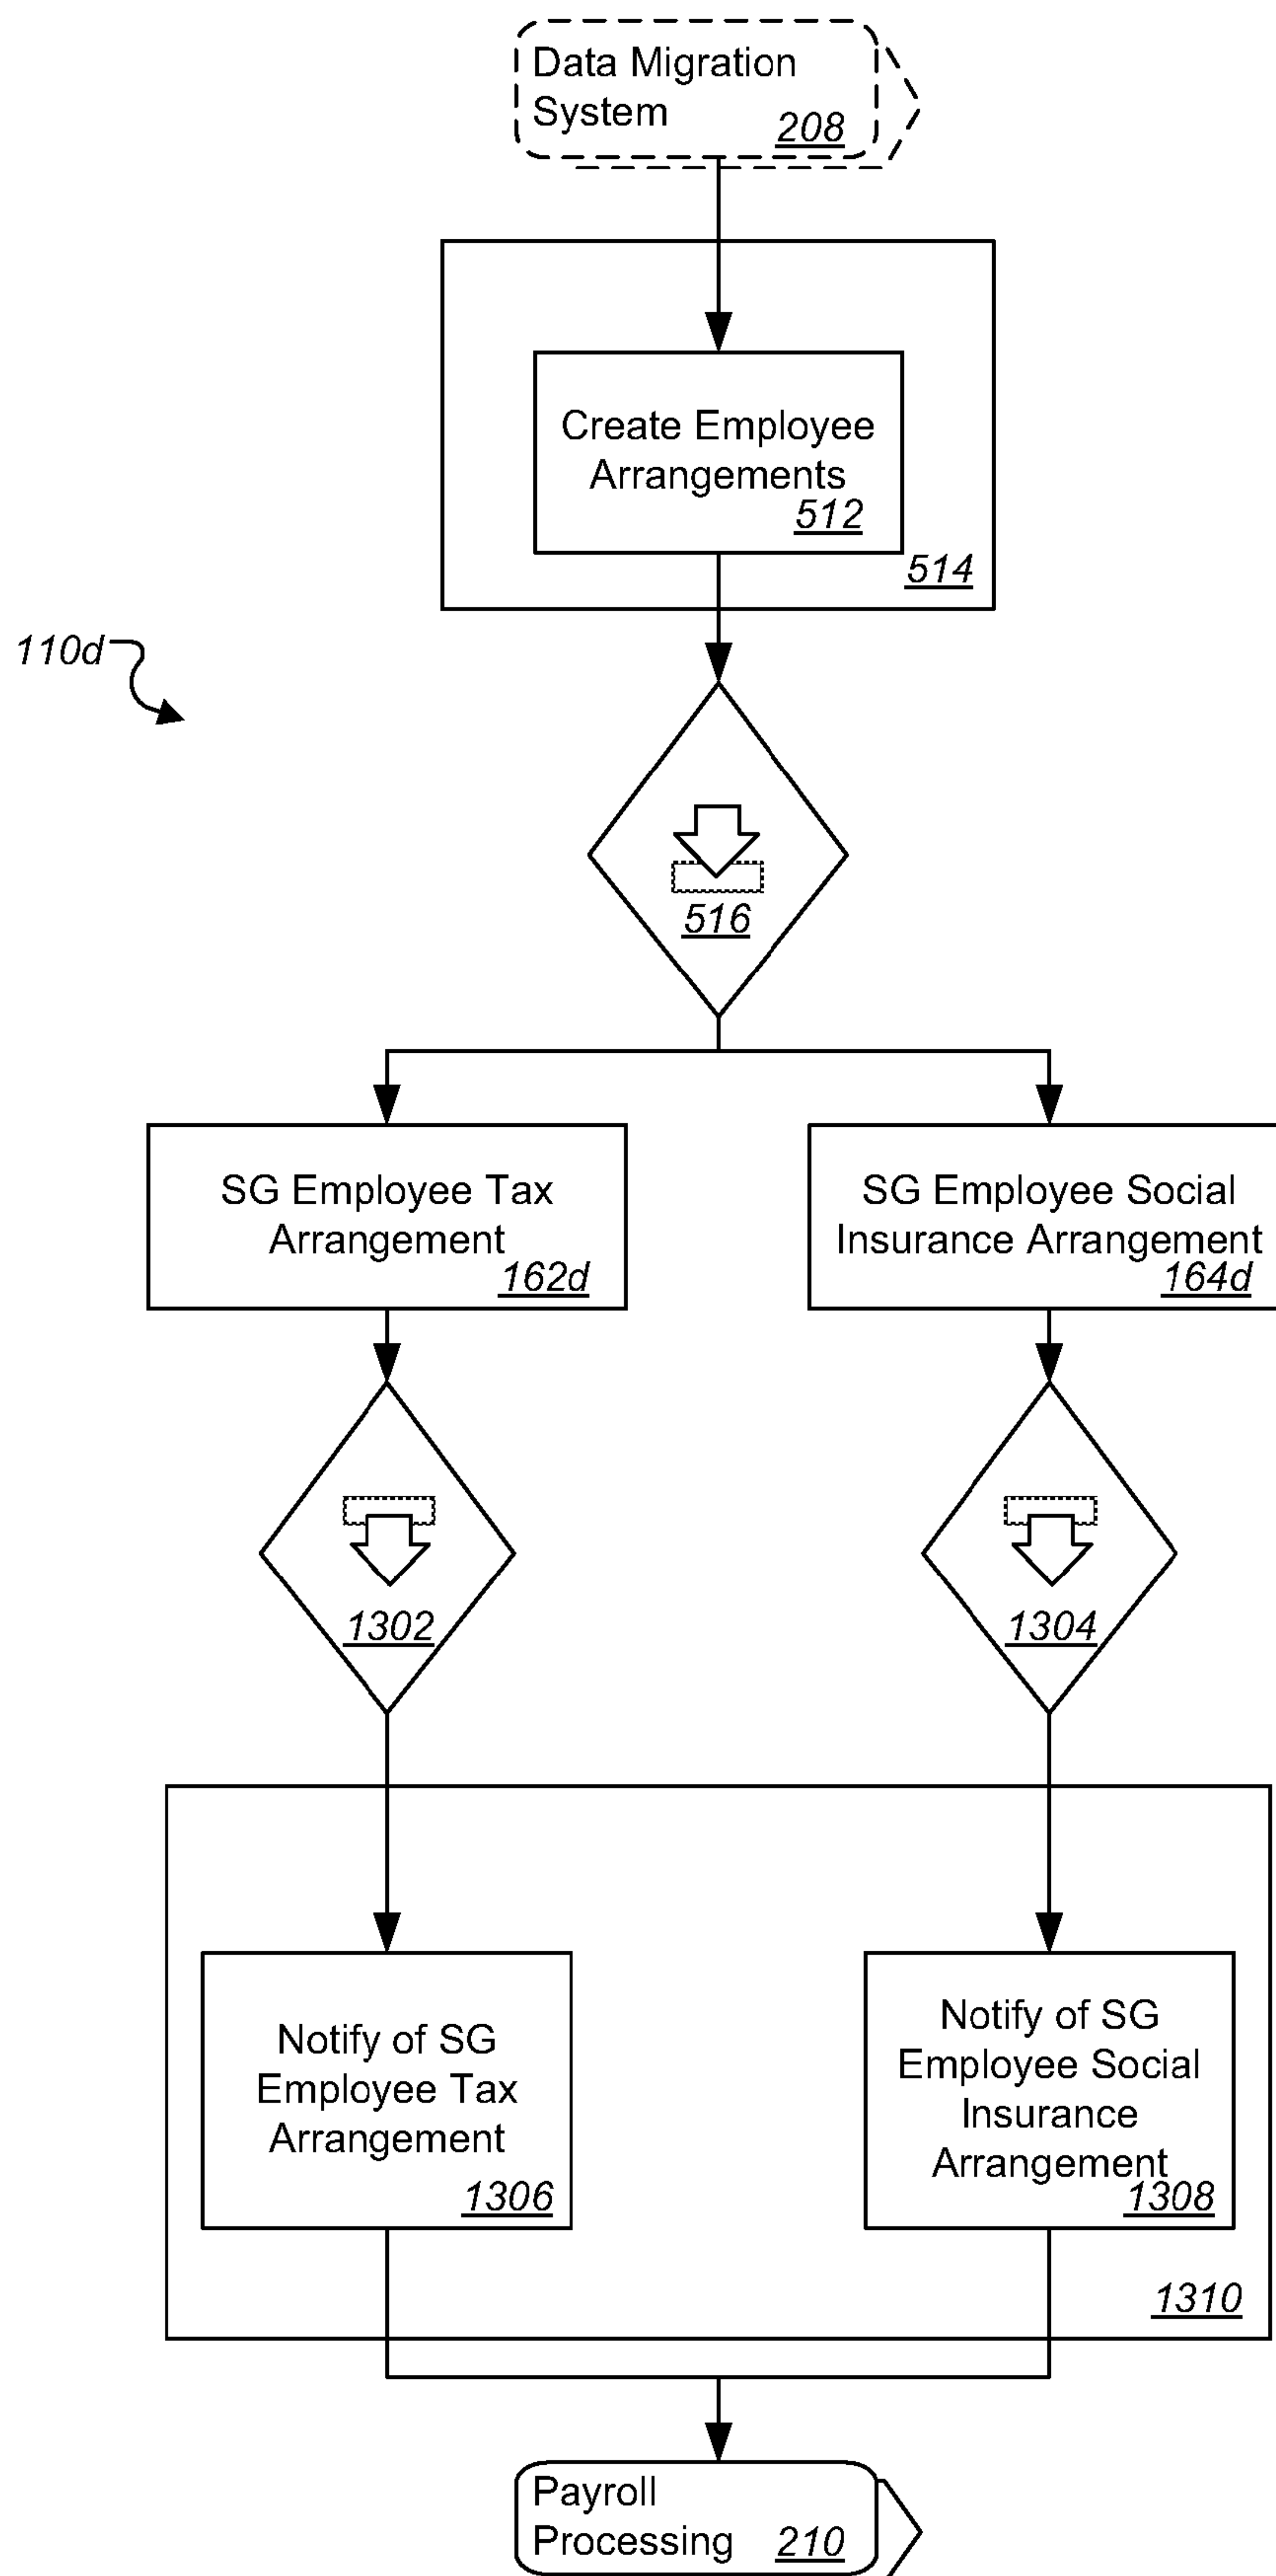 Data Migration
System 208
Create Employee
Arrangements
512
514
110d
516
SG Employee Tax
Arrangement
162d
SG Employee Social
Insurance Arrangement
164d
1302
1304
Notify of SG
Employee Tax
Arrangement
1306
Notify of SG
Employee Social
Insurance
Arrangement
1308
1310
Payroll
Processing 210